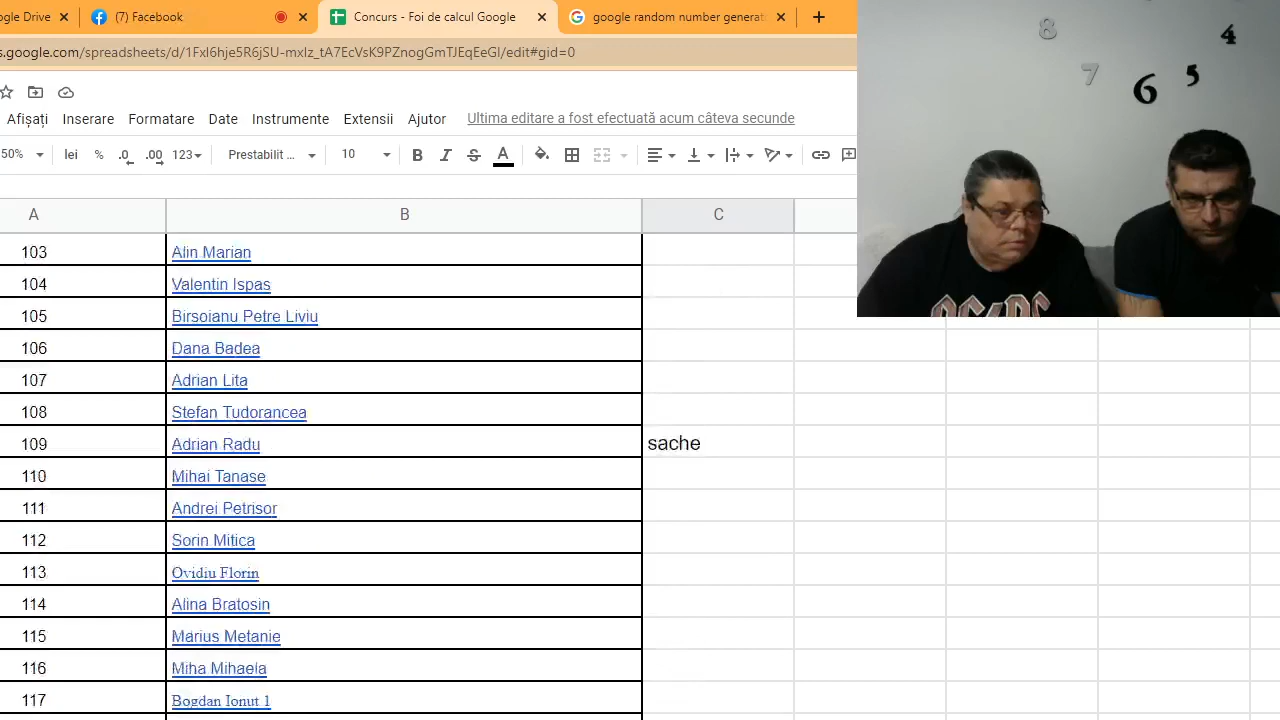 gle Drive
(7) Facebook
Concurs - Foi de calcul Google
google random number generat
s.google.com/spreadsheets/d/1FxI6hje5R6jSU-mxIz_tA7EcVsK9PZnogGmTJEqEeGI/edit#gid=0
Afișați Inserare Formatare Date Instrumente Extensii Ajutor Ultima editare a fost efectuată acum câteva secunde
50% lei % .0 .00 123 Prestabilit ... 10 B I S A
A B C
103 Alin Marian
104 Valentin Ispas
105 Birsoianu Petre Liviu
106 Dana Badea
107 Adrian Lita
108 Stefan Tudorancea
109 Adrian Radu sache
110 Mihai Tanase
111 Andrei Petrisor
112 Sorin Mitica
113 Ovidiu Florin
114 Alina Bratosin
115 Marius Metanie
116 Miha Mihaela
117 Bogdan Ionut 1
8 4
7 6 5
AC/DC